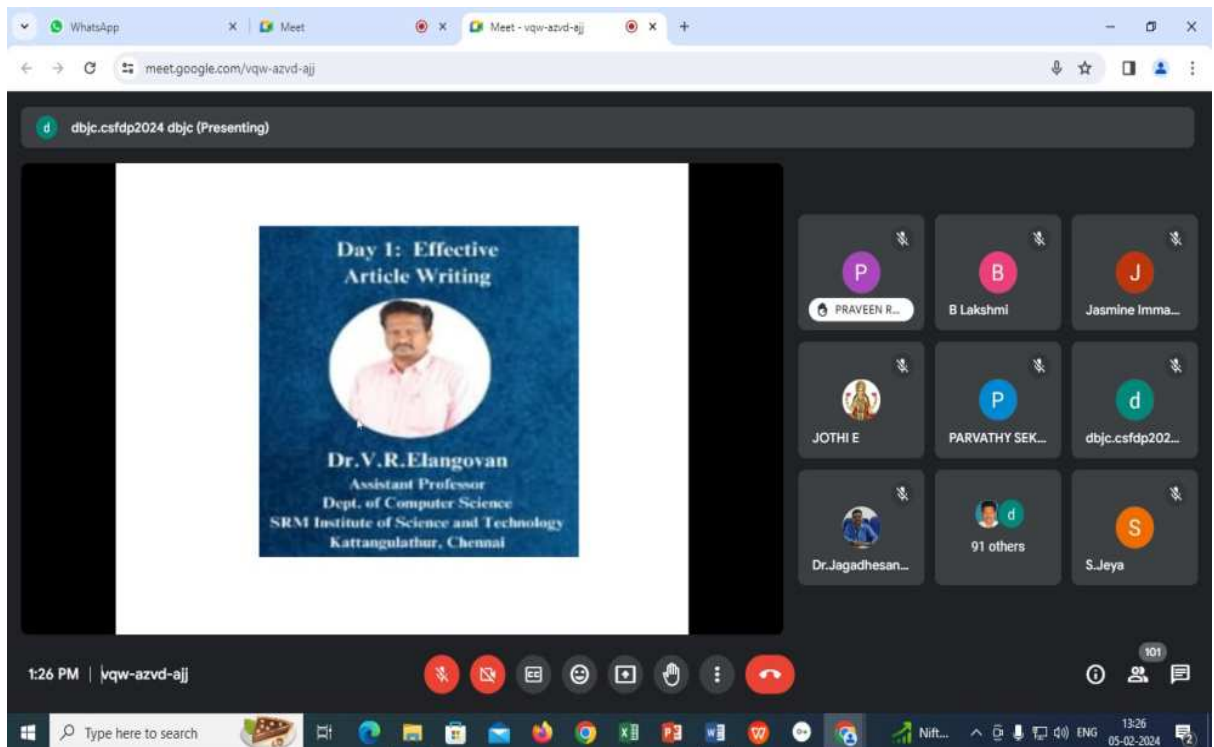 WhatsApp
Meet
Meet - vqw-azvd-ajj
meet.google.com/vqw-azvd-ajj
d dbjc.csfdp2024 dbjc (Presenting)
Day 1: Effective
Article Writing
Dr.V.R.Elangovan
Assistant Professor
Dept. of Computer Science
SRM Institute of Science and Technology
Kattangulathur, Chennai
P
PRAVEEN R...
B
B Lakshmi
J
Jasmine Imma...
JOTHI E
P
PARVATHY SEK...
d
dbjc.csfdp202...
Dr.Jagadhesan...
d
91 others
S
S.Jeya
1:26 PM | vqw-azvd-ajj
CC
101
Type here to search
Nift...
ENG
13:26
05-02-2024
2